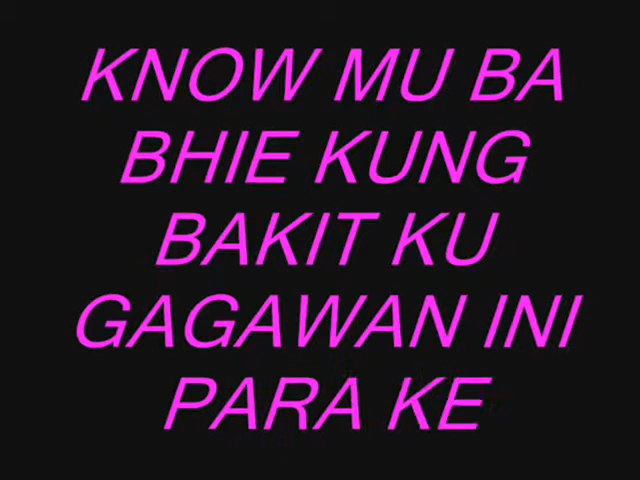 KNOW MU BA
BHIE KUNG
BAKIT KU
GAGAWAN INI
PARA KE